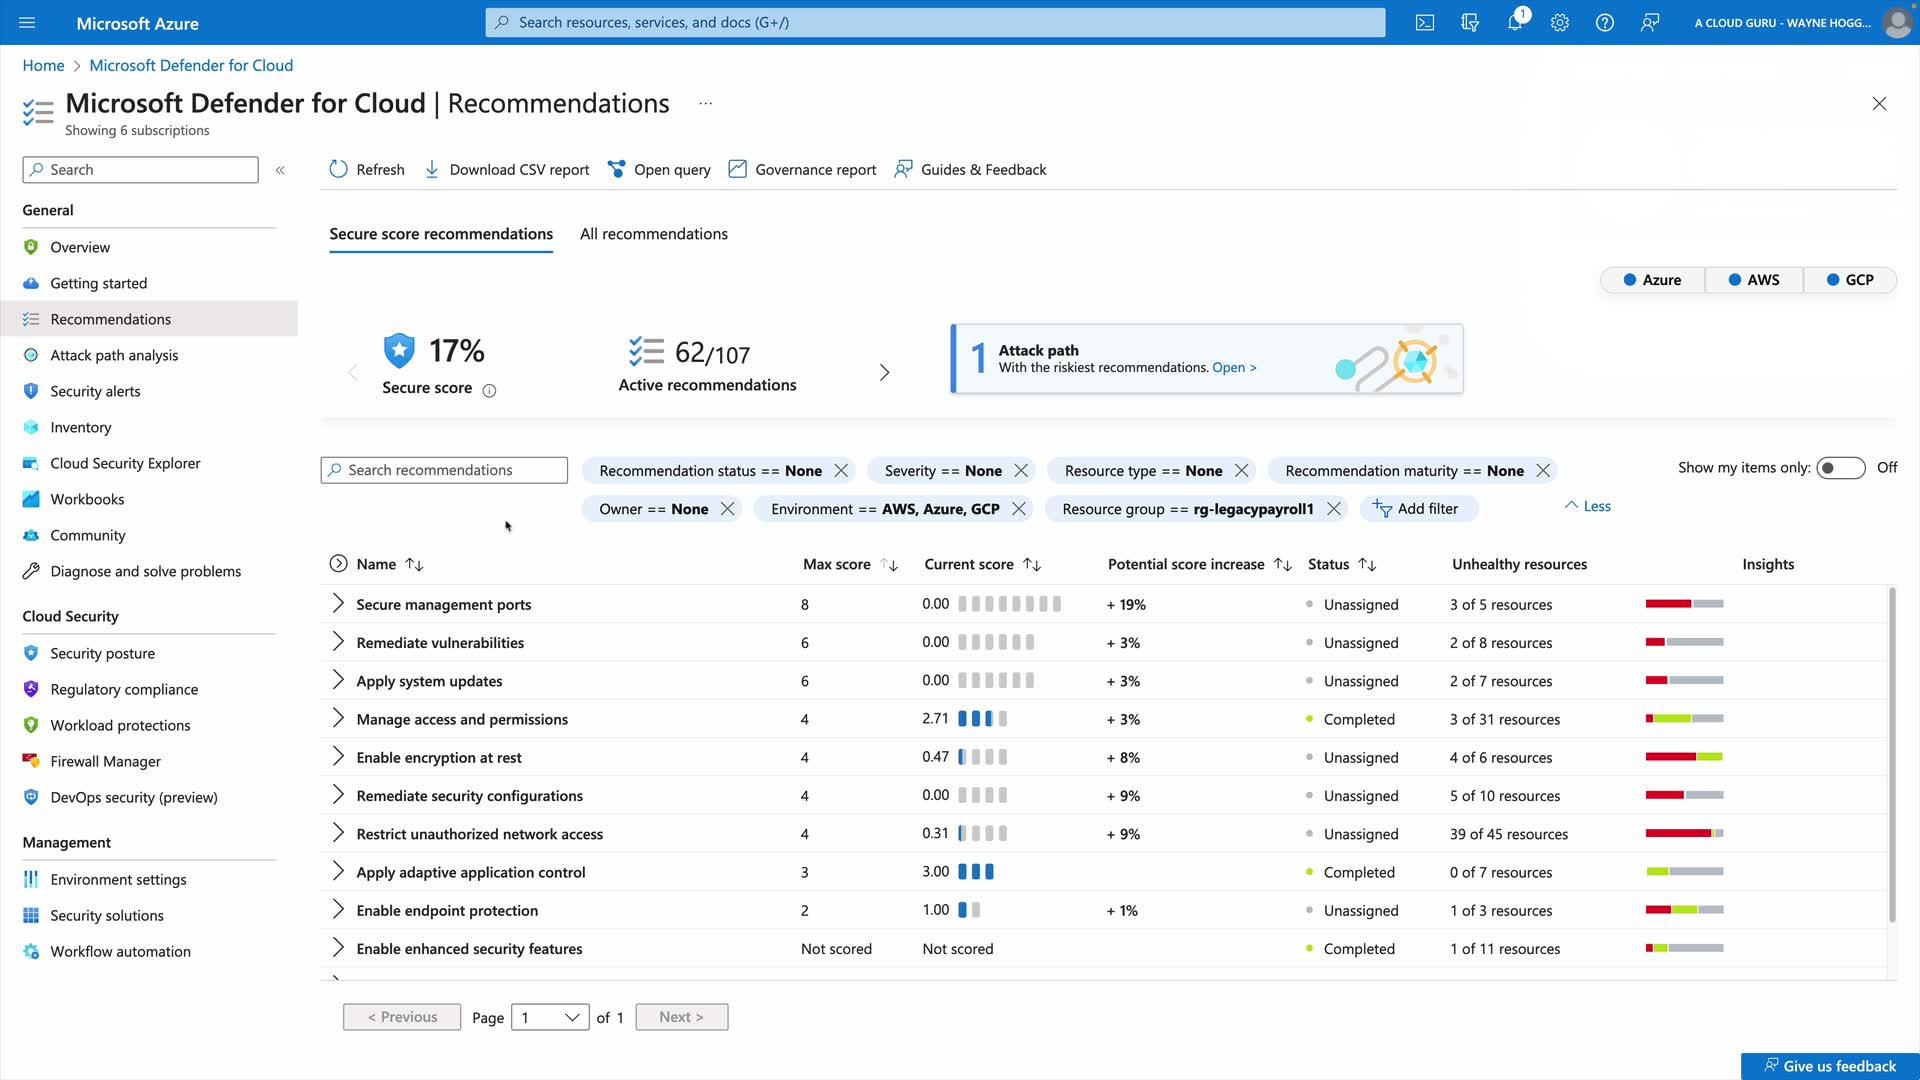 Microsoft Azure
Search resources, services, and docs (G+/)
1
A CLOUD GURU - WAYNE HOGG...
Home > Microsoft Defender for Cloud
Microsoft Defender for Cloud | Recommendations ...
Showing 6 subscriptions
Search
«
General
Overview
Getting started
Recommendations
Attack path analysis
Security alerts
Inventory
Cloud Security Explorer
Workbooks
Community
Diagnose and solve problems
Cloud Security
Security posture
Regulatory compliance
Workload protections
Firewall Manager
DevOps security (preview)
Management
Environment settings
Security solutions
Workflow automation
Refresh Download CSV report Open query Governance report Guides & Feedback
Secure score recommendations All recommendations
Azure AWS GCP
17%
Secure score
62/107
Active recommendations
1 Attack path
With the riskiest recommendations. Open >
Search recommendations
Recommendation status == None Severity == None Resource type == None Recommendation maturity == None
Show my items only: Off
Owner == None Environment == AWS, Azure, GCP Resource group == rg-legacypayroll1 Add filter
Less
Name Max score Current score Potential score increase Status Unhealthy resources Insights
Secure management ports 8 0.00 + 19% Unassigned 3 of 5 resources
Remediate vulnerabilities 6 0.00 + 3% Unassigned 2 of 8 resources
Apply system updates 6 0.00 + 3% Unassigned 2 of 7 resources
Manage access and permissions 4 2.71 + 3% Completed 3 of 31 resources
Enable encryption at rest 4 0.47 + 8% Unassigned 4 of 6 resources
Remediate security configurations 4 0.00 + 9% Unassigned 5 of 10 resources
Restrict unauthorized network access 4 0.31 + 9% Unassigned 39 of 45 resources
Apply adaptive application control 3 3.00 Completed 0 of 7 resources
Enable endpoint protection 2 1.00 + 1% Unassigned 1 of 3 resources
Enable enhanced security features Not scored Not scored Completed 1 of 11 resources
< Previous Page 1 of 1 Next >
Give us feedback